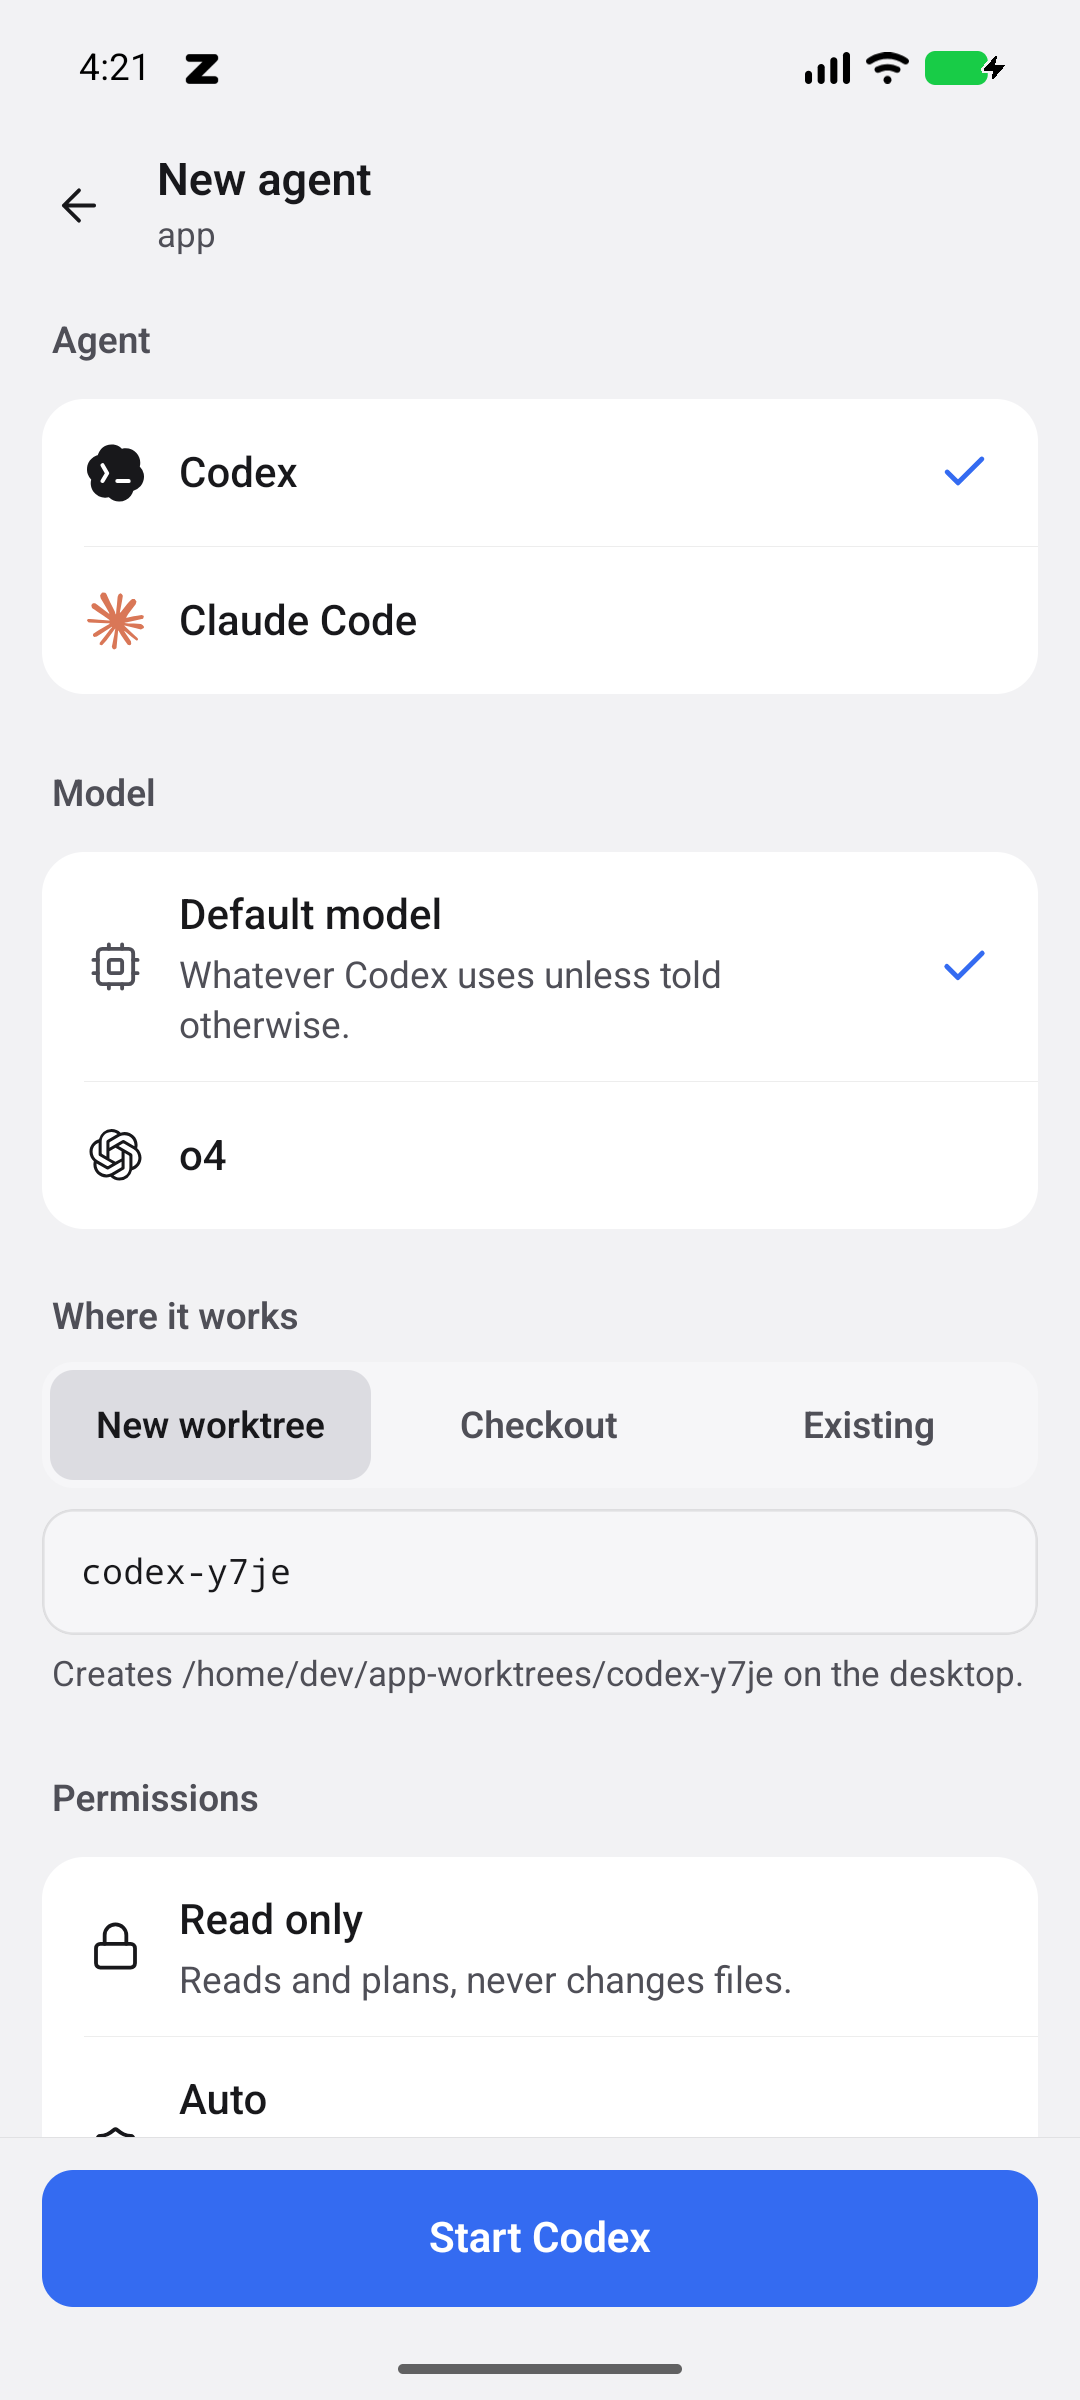 4:21
New agent
app
Agent
Codex
Claude Code
Model
Default model
Whatever Codex uses unless told
otherwise.
o4
Where it works
New worktree
Checkout
Existing
codex-y7je
Creates /home/dev/app-worktrees/codex-y7je on the desktop.
Permissions
Read only
Reads and plans, never changes files.
Auto
Start Codex